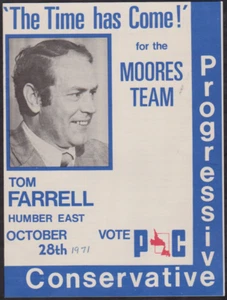 'The Time has Come!'
for the
MOORES
TEAM
TOM
FARRELL
HUMBER EAST
OCTOBER
28th 1971
VOTE PC
Progressive
Conservative